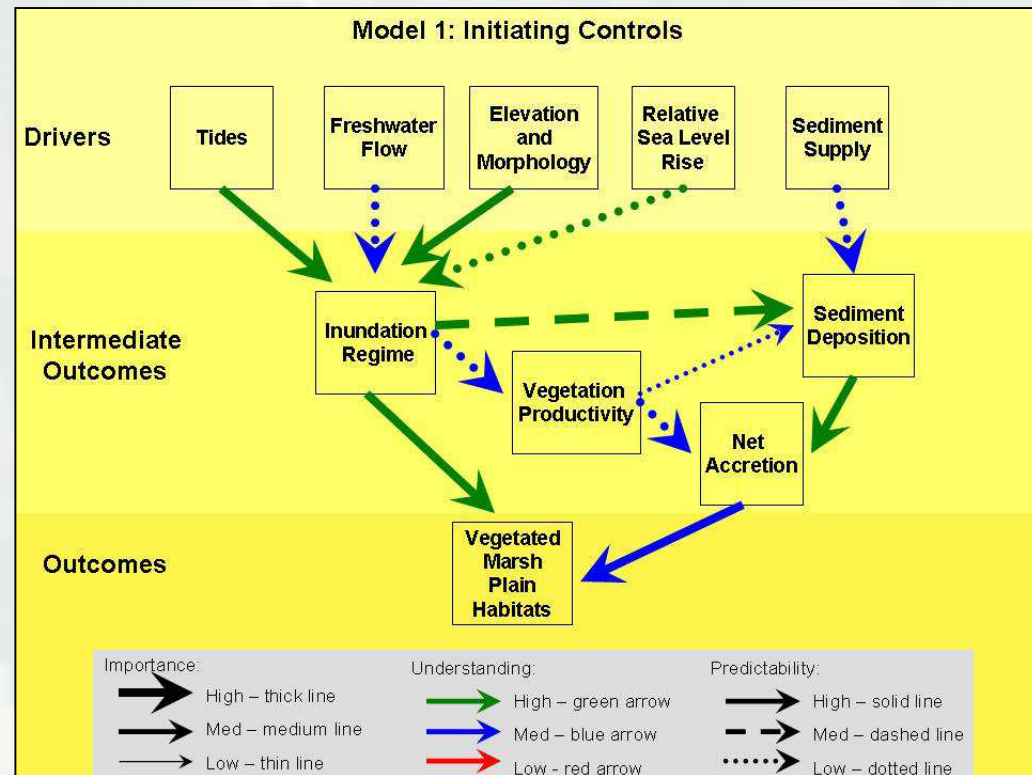 Model 1: Initiating Controls
Drivers
Tides
Freshwater
Flow
Elevation
and
Morphology
Relative
Sea Level
Rise
Sediment
Supply
Intermediate
Outcomes
Inundation
Regime
Vegetation
Productivity
Sediment
Deposition
Net
Accretion
Outcomes
Vegetated
Marsh
Plain
Habitats
Importance:
High – thick line
Med – medium line
Low – thin line
Understanding:
High – green arrow
Med – blue arrow
Low - red arrow
Predictability:
High – solid line
Med – dashed line
Low – dotted line